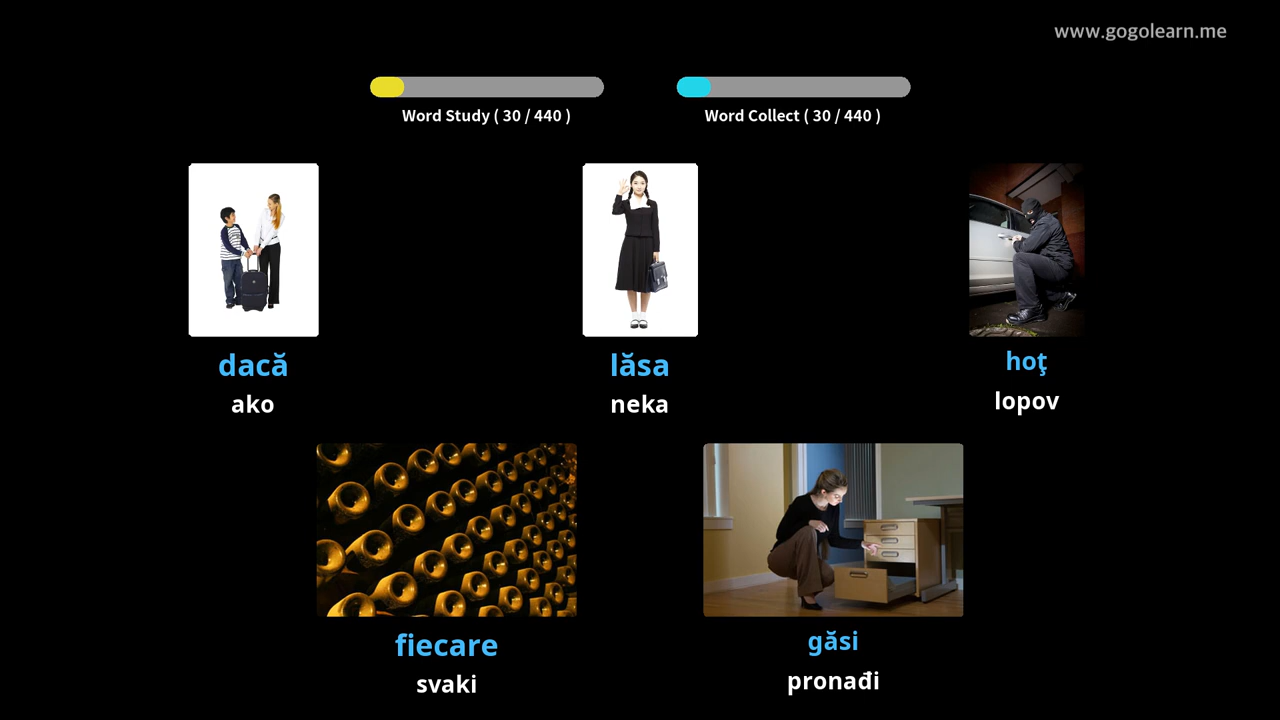 www.gogolearn.me
Word Study ( 30 / 440 )
Word Collect ( 30 / 440 )
dacă
ako
lăsa
neka
hoţ
lopov
fiecare
svaki
găsi
pronađi